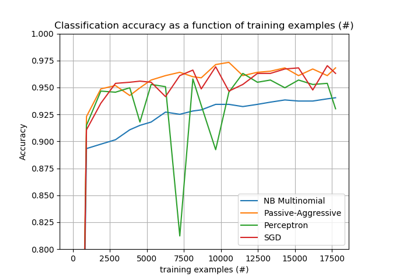 Classification accuracy as a function of training examples (#)
1.000
0.975
0.950
0.925
0.900
0.875
0.850
0.825
0.800
Accuracy
NB Multinomial
Passive-Aggressive
Perceptron
SGD
0 2500 5000 7500 10000 12500 15000 17500
training examples (#)